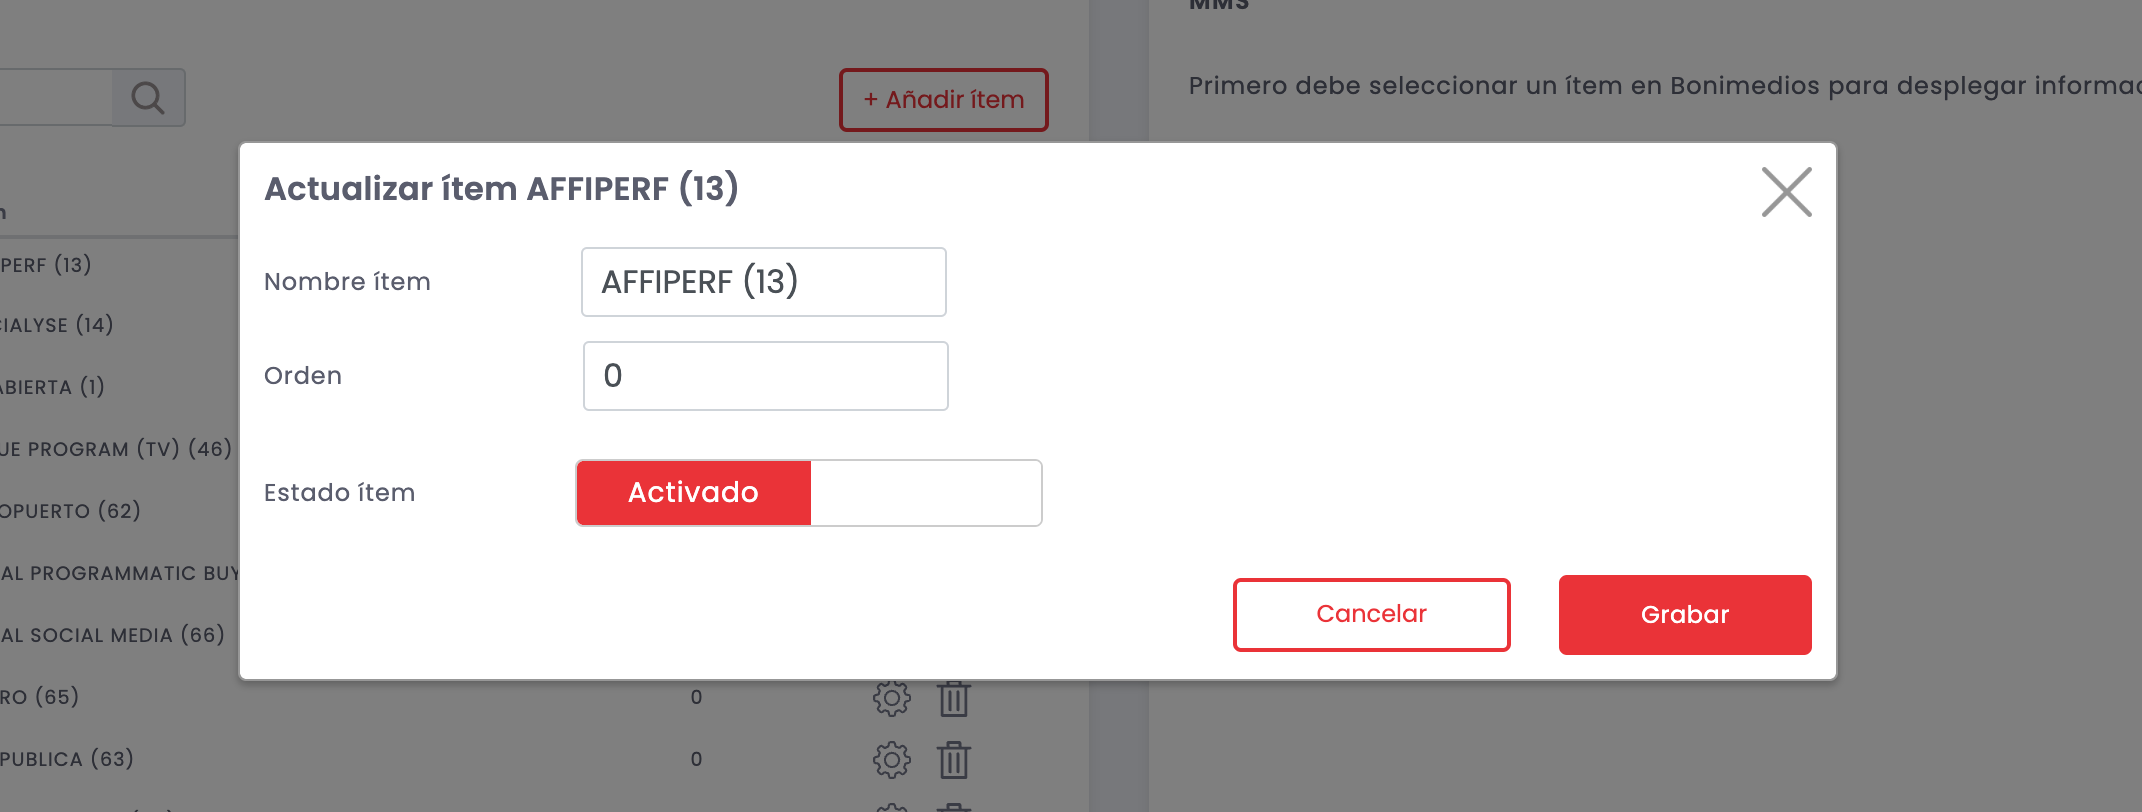 MMS
+ Añadir ítem
Primero debe seleccionar un ítem en Bonimedios para desplegar informac
Actualizar ítem AFFIPERF (13)
Nombre ítem
AFFIPERF (13)
Orden
0
Estado ítem
Activado
Cancelar
Grabar
n
PERF (13)
CIALYSE (14)
ABIERTA (1)
UE PROGRAM (TV) (46)
OPUERTO (62)
AL PROGRAMMATIC BUY
AL SOCIAL MEDIA (66)
RO (65) 0
PUBLICA (63) 0